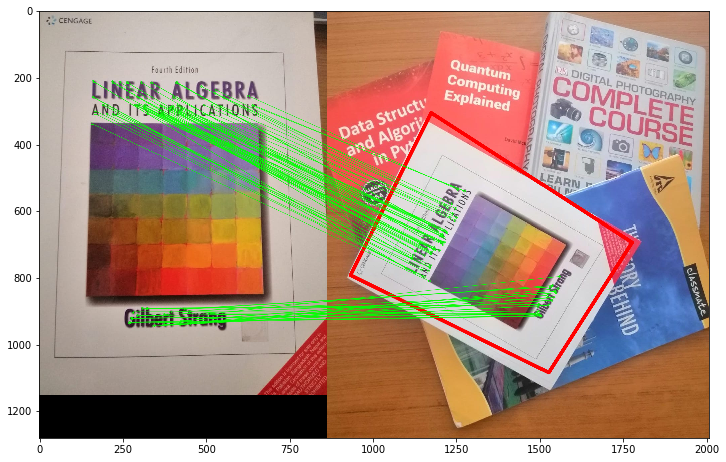 CENGAGE
Fourth Edition
LINEAR ALGEBRA
AND ITS APPLICATIONS
Gilbert Strang
Quantum
Computing
Explained
Data Structu
and Algori
in Py
DK DIGITAL PHOTOGRAPHY
COMPLETE
COURSE
LEARN
LINEAR ALGEBRA
AND ITS APPLICATIONS
Gilbert Strang
TH
ORY
BEHIND
classmate
0
200
400
600
800
1000
1200
0
250
500
750
1000
1250
1500
1750
2000